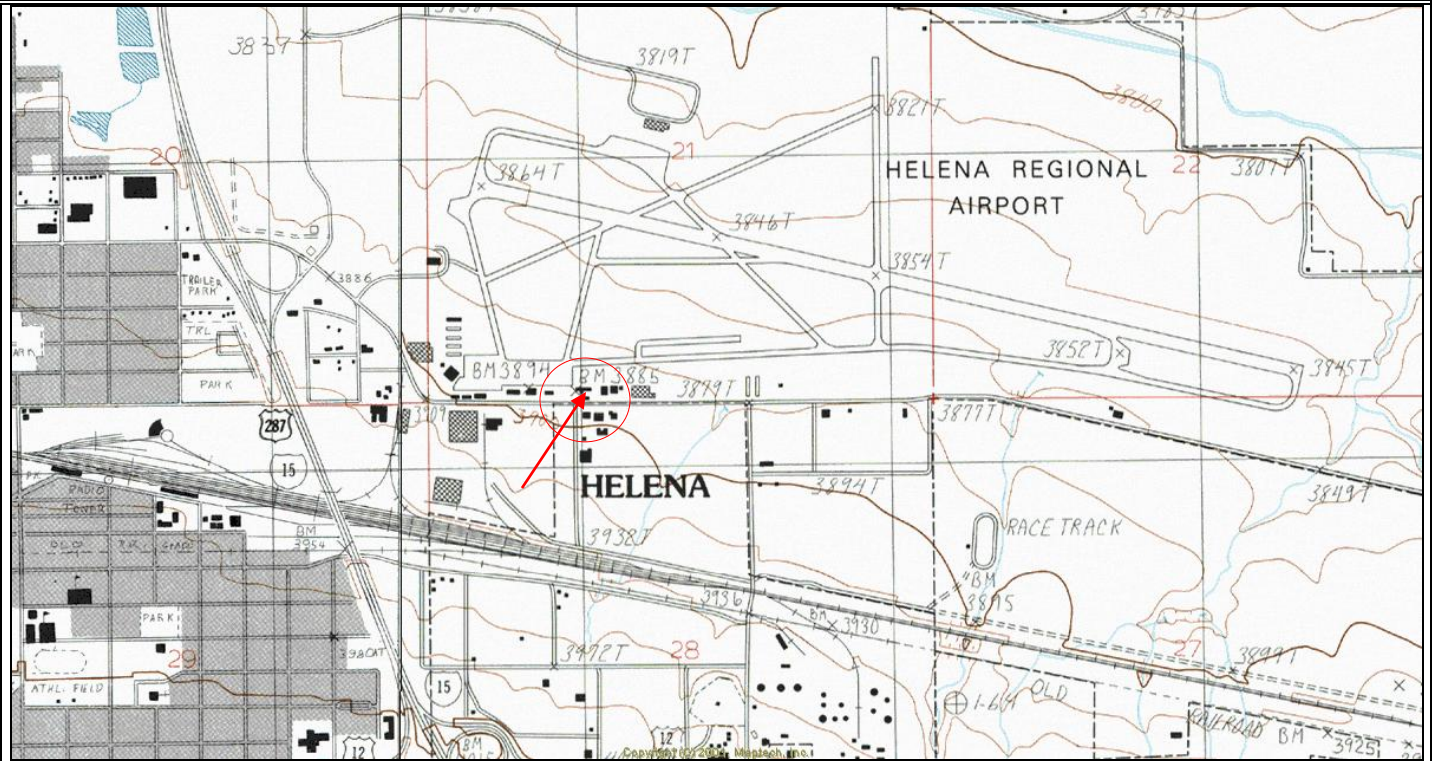 3837
3819T
3821T
3800
20
21
22
3807T
HELENA REGIONAL
AIRPORT
3864T
3846T
3854T
TRAILER
PARK
3886
TRL
PARK
BM 3894
BM 3885
3879T
3852T
3845T
3877T
287
15
HELENA
3894T
3849T
RADIO
TOWER
BM
3954
3938T
RACE TRACK
BM
3895
3936
BM
3930
PARK
29
3972T
28
27
3899T
ATHL. FIELD
15
OLD
RAILROAD
BM
3925
12
12
BM
Copyright (C) 2001, Maptech, Inc.